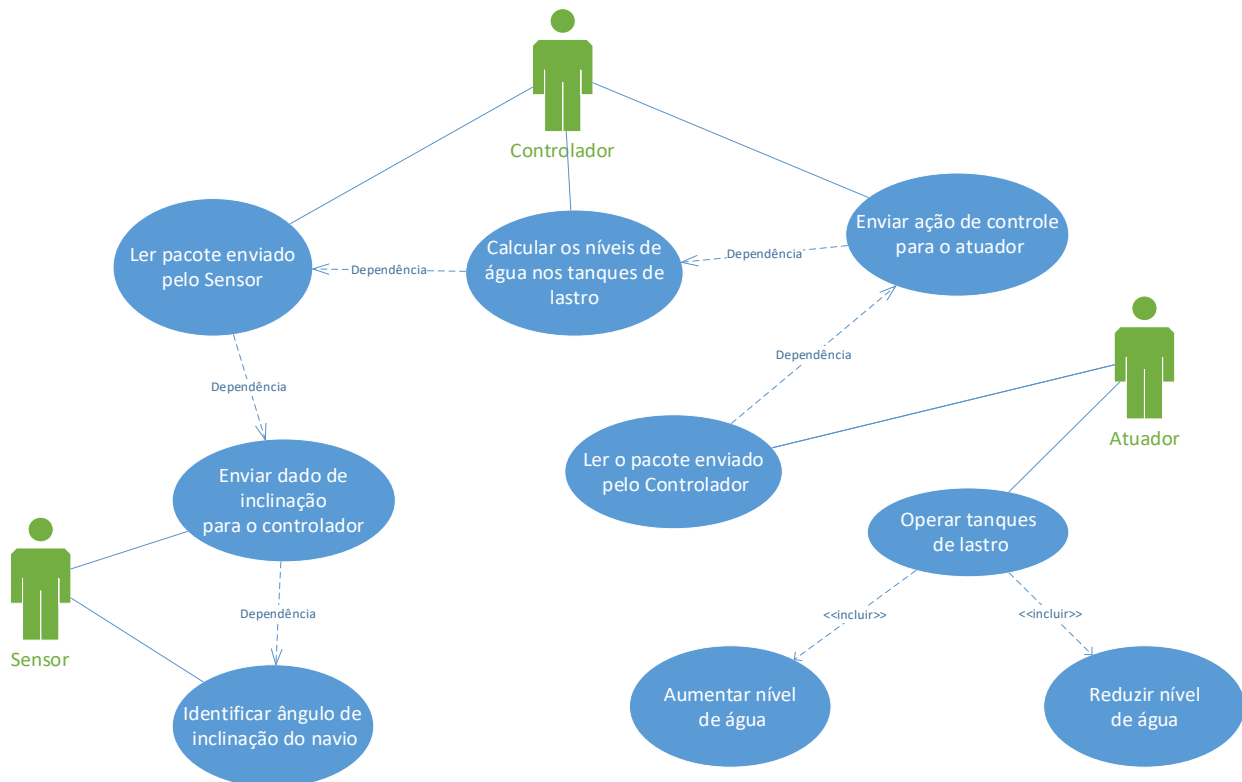 Controlador
Ler pacote enviado
pelo Sensor
Dependência
Calcular os níveis de
água nos tanques de
lastro
Dependência
Enviar ação de controle
para o atuador
Dependência
Dependência
Atuador
Enviar dado de
inclinação
para o controlador
Ler o pacote enviado
pelo Controlador
Operar tanques
de lastro
Sensor
Dependência
<<incluir>>
<<incluir>>
Identificar ângulo de
inclinação do navio
Aumentar nível
de água
Reduzir nível
de água